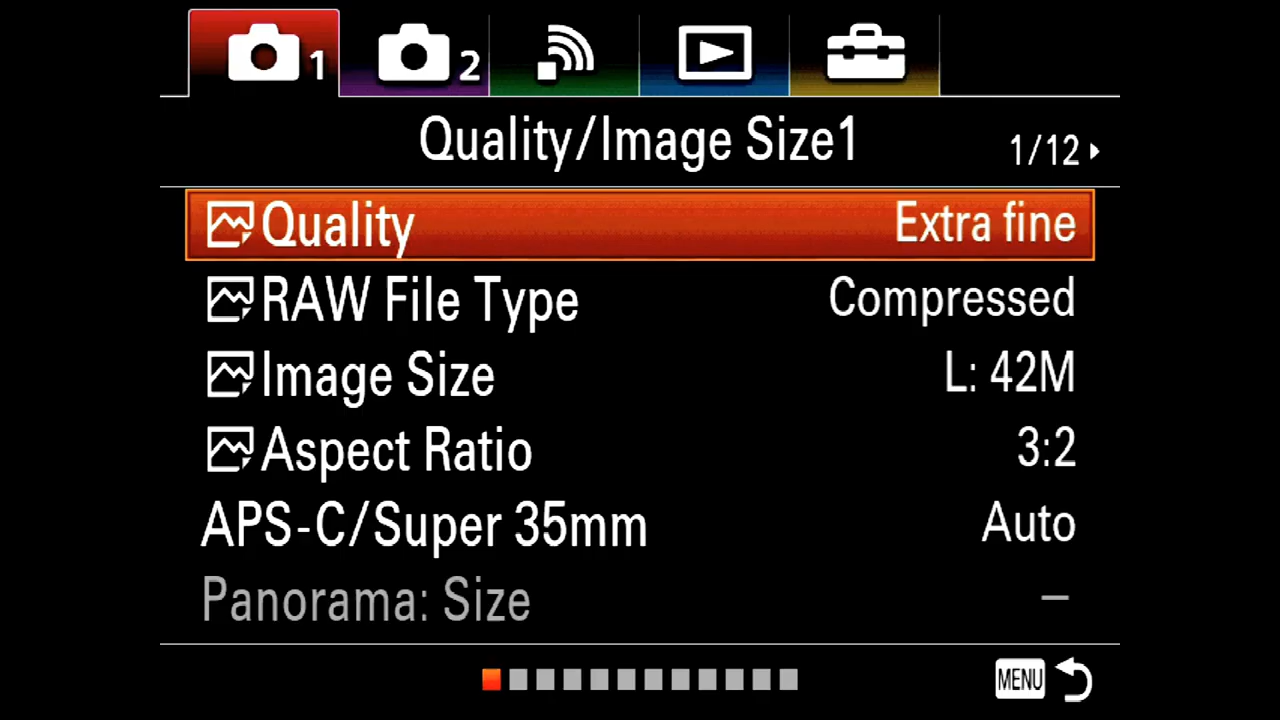 1 2
Quality/Image Size1 1/12
Quality Extra fine
RAW File Type Compressed
Image Size L: 42M
Aspect Ratio 3:2
APS-C/Super 35mm Auto
Panorama: Size –
MENU